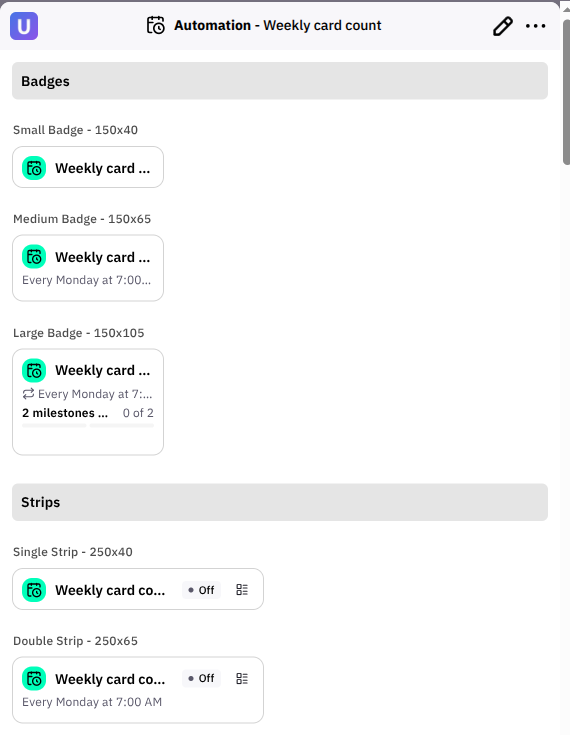 U
Automation - Weekly card count
Badges
Small Badge - 150x40
Weekly card ...
Medium Badge - 150x65
Weekly card ...
Every Monday at 7:00...
Large Badge - 150x105
Weekly card ...
Every Monday at 7:...
2 milestones ... 0 of 2
Strips
Single Strip - 250x40
Weekly card co... Off
Double Strip - 250x65
Weekly card co... Off
Every Monday at 7:00 AM